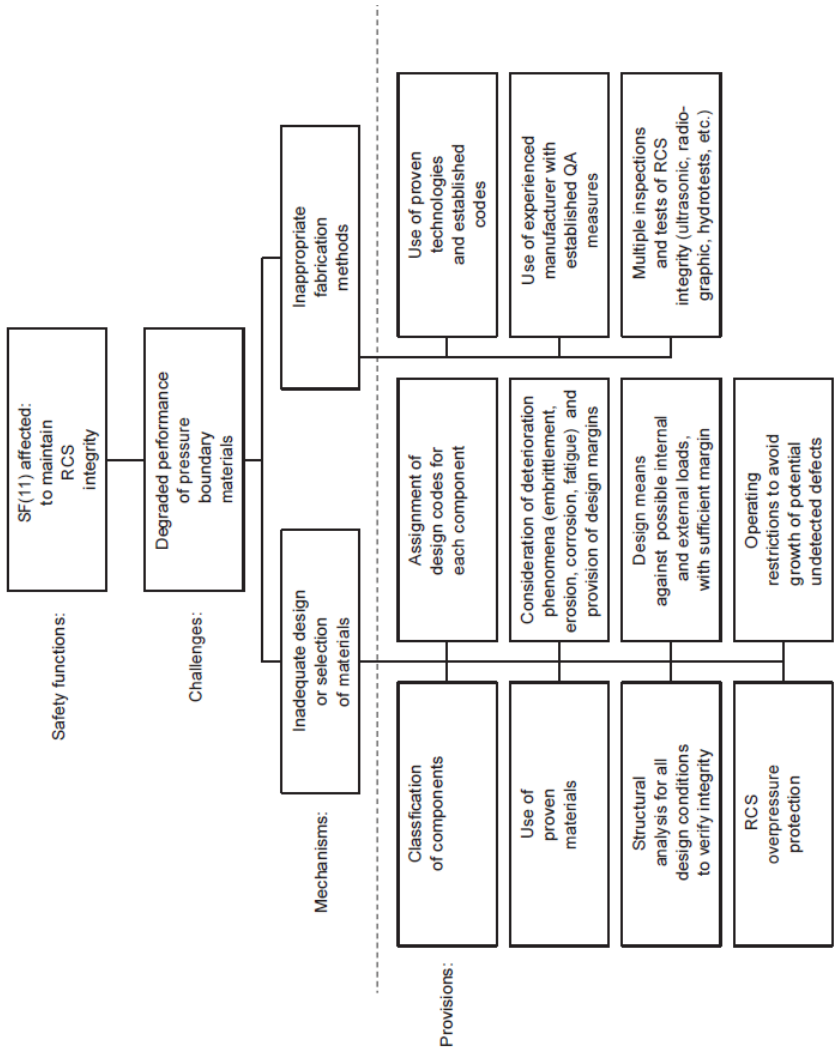 Safety functions:
SF(11) affected:
to maintain
RCS
integrity
Challenges:
Degraded performance
of pressure
boundary
materials
Mechanisms:
Inadequate design
or selection
of materials
Inappropriate
fabrication
methods
Provisions:
Classfication
of components
Assignment of
design codes for
each component
Use of proven
technologies
and established
codes
Use of
proven
materials
Consideration of deterioration
phenomena (embrittlement,
erosion, corrosion, fatigue) and
provision of design margins
Use of experienced
manufacturer with
established QA
measures
Structural
analysis for all
design conditions
to verify integrity
Design means
against possible internal
and external loads,
with sufficient margin
Multiple inspections
and tests of RCS
integrity (ultrasonic, radio-
graphic, hydrotests, etc.)
RCS
overpressure
protection
Operating
restrictions to avoid
growth of potential
undetected defects